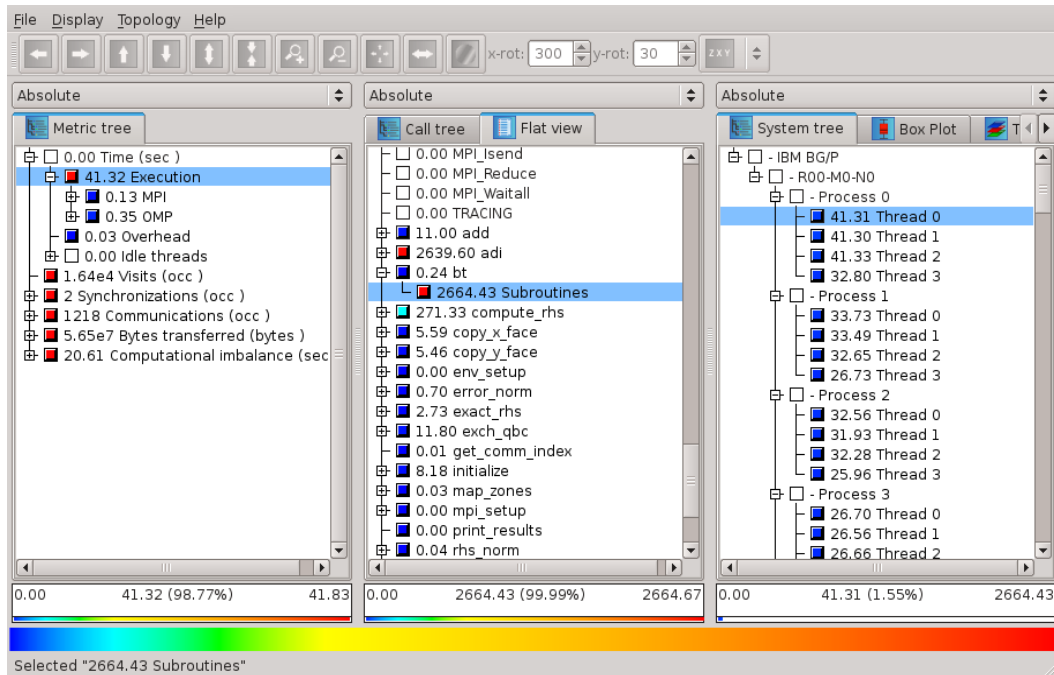 File Display Topology Help
x-rot: 300 y-rot: 30 ZXY
Absolute
Metric tree
0.00 Time (sec )
41.32 Execution
0.13 MPI
0.35 OMP
0.03 Overhead
0.00 Idle threads
1.64e4 Visits (occ )
2 Synchronizations (occ )
1218 Communications (occ )
5.65e7 Bytes transferred (bytes )
20.61 Computational imbalance (sec
0.00 41.32 (98.77%) 41.83
Absolute
Call tree Flat view
0.00 MPI_Isend
0.00 MPI_Reduce
0.00 MPI_Waitall
0.00 TRACING
11.00 add
2639.60 adi
0.24 bt
2664.43 Subroutines
271.33 compute_rhs
5.59 copy_x_face
5.46 copy_y_face
0.00 env_setup
0.70 error_norm
2.73 exact_rhs
11.80 exch_qbc
0.01 get_comm_index
8.18 initialize
0.03 map_zones
0.00 mpi_setup
0.00 print_results
0.04 rhs_norm
0.00 2664.43 (99.99%) 2664.67
Absolute
System tree Box Plot T
- IBM BG/P
- R00-M0-N0
- Process 0
41.31 Thread 0
41.30 Thread 1
41.33 Thread 2
32.80 Thread 3
- Process 1
33.73 Thread 0
33.49 Thread 1
32.65 Thread 2
26.73 Thread 3
- Process 2
32.56 Thread 0
31.93 Thread 1
32.28 Thread 2
25.96 Thread 3
- Process 3
26.70 Thread 0
26.56 Thread 1
26.66 Thread 2
0.00 41.31 (1.55%) 2664.43
Selected "2664.43 Subroutines"